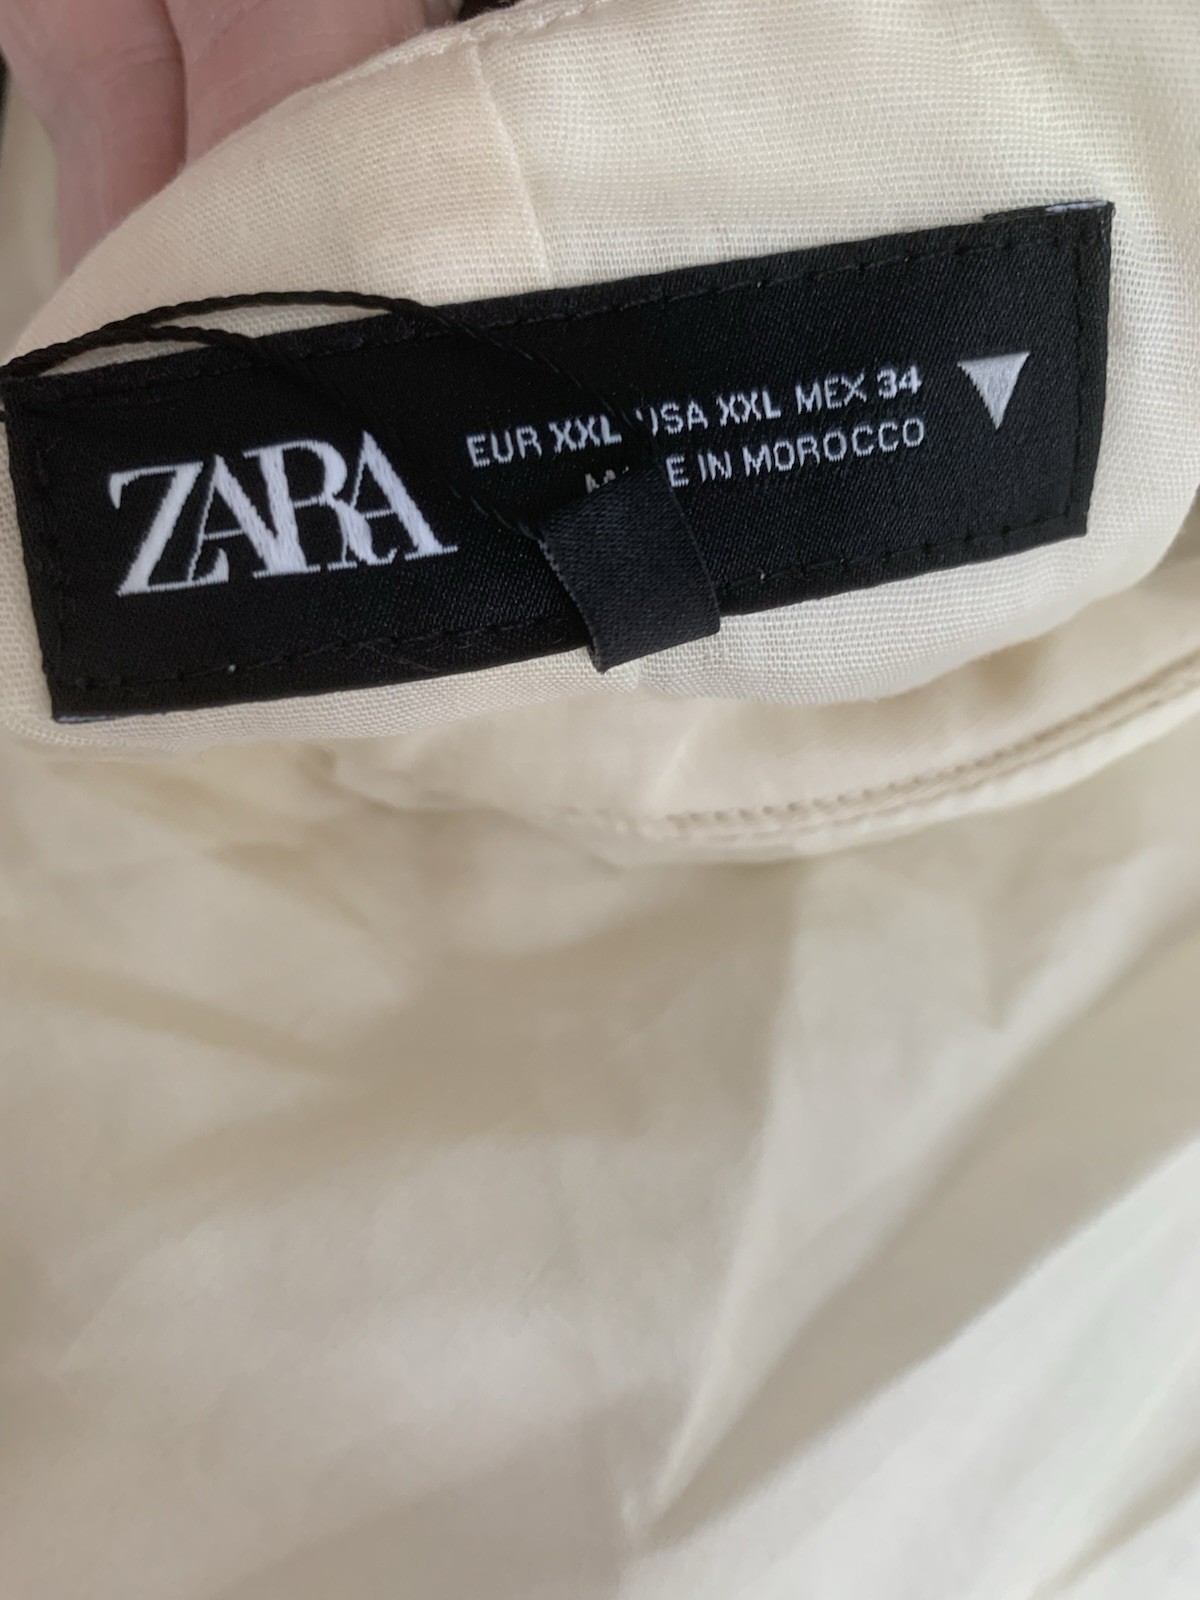 ZARA
EUR XXL USA XXL MEX 34
IN MOROCCO